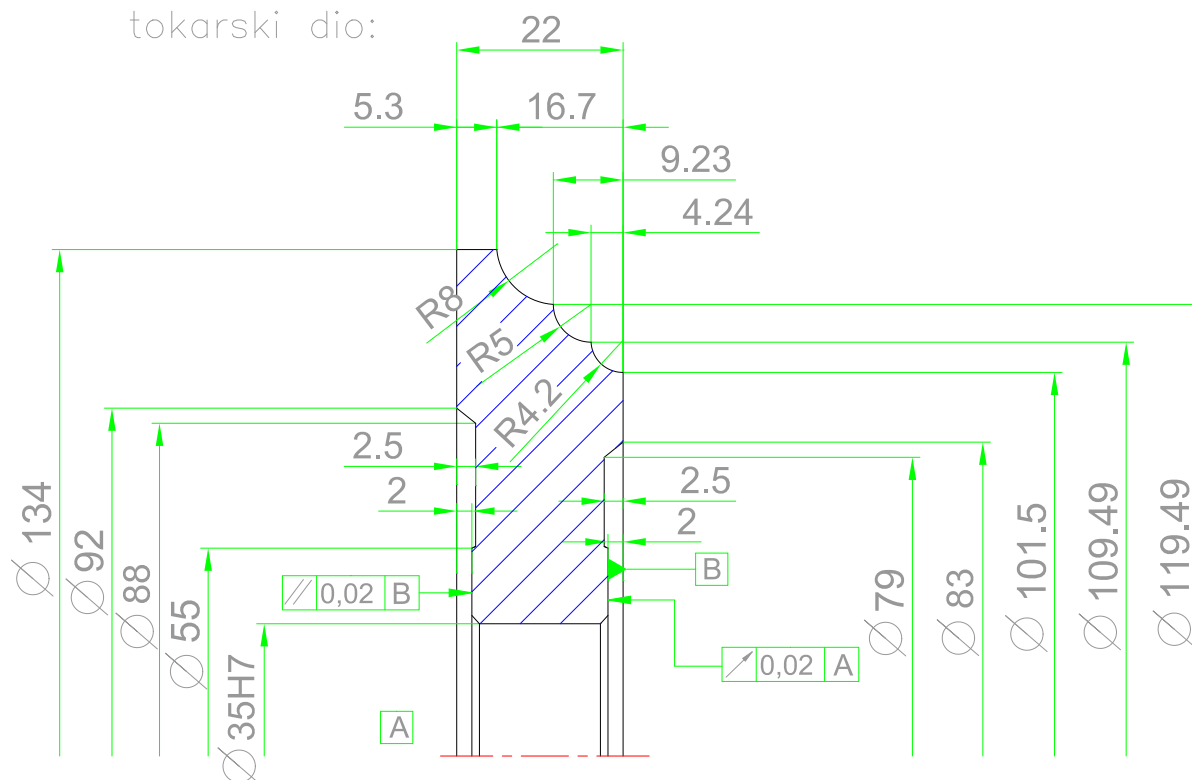 tokarski dio:
22
5.3
16.7
9.23
4.24
R8
R5
R4.2
2.5
2
2.5
2
⌀ 134
⌀ 92
⌀ 88
⌀ 55
⌀ 35H7
⌀ 79
⌀ 83
⌀ 101.5
⌀ 109.49
⌀ 119.49
// 0,02 B
B
↗ 0,02 A
A